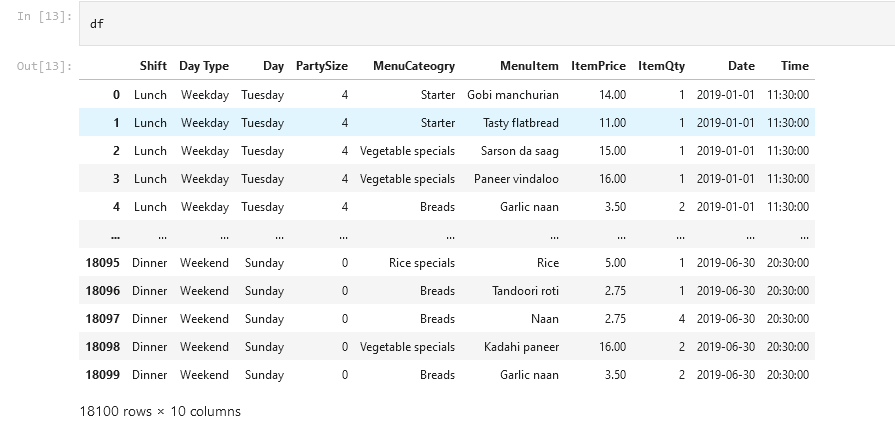 In [13]: df
Out[13]: Shift Day Type Day PartySize MenuCateogry MenuItem ItemPrice ItemQty Date Time
0 Lunch Weekday Tuesday 4 Starter Gobi manchurian 14.00 1 2019-01-01 11:30:00
1 Lunch Weekday Tuesday 4 Starter Tasty flatbread 11.00 1 2019-01-01 11:30:00
2 Lunch Weekday Tuesday 4 Vegetable specials Sarson da saag 15.00 1 2019-01-01 11:30:00
3 Lunch Weekday Tuesday 4 Vegetable specials Paneer vindaloo 16.00 1 2019-01-01 11:30:00
4 Lunch Weekday Tuesday 4 Breads Garlic naan 3.50 2 2019-01-01 11:30:00
... ... ... ... ... ... ... ... ... ... ...
18095 Dinner Weekend Sunday 0 Rice specials Rice 5.00 1 2019-06-30 20:30:00
18096 Dinner Weekend Sunday 0 Breads Tandoori roti 2.75 1 2019-06-30 20:30:00
18097 Dinner Weekend Sunday 0 Breads Naan 2.75 4 2019-06-30 20:30:00
18098 Dinner Weekend Sunday 0 Vegetable specials Kadahi paneer 16.00 2 2019-06-30 20:30:00
18099 Dinner Weekend Sunday 0 Breads Garlic naan 3.50 2 2019-06-30 20:30:00
18100 rows × 10 columns